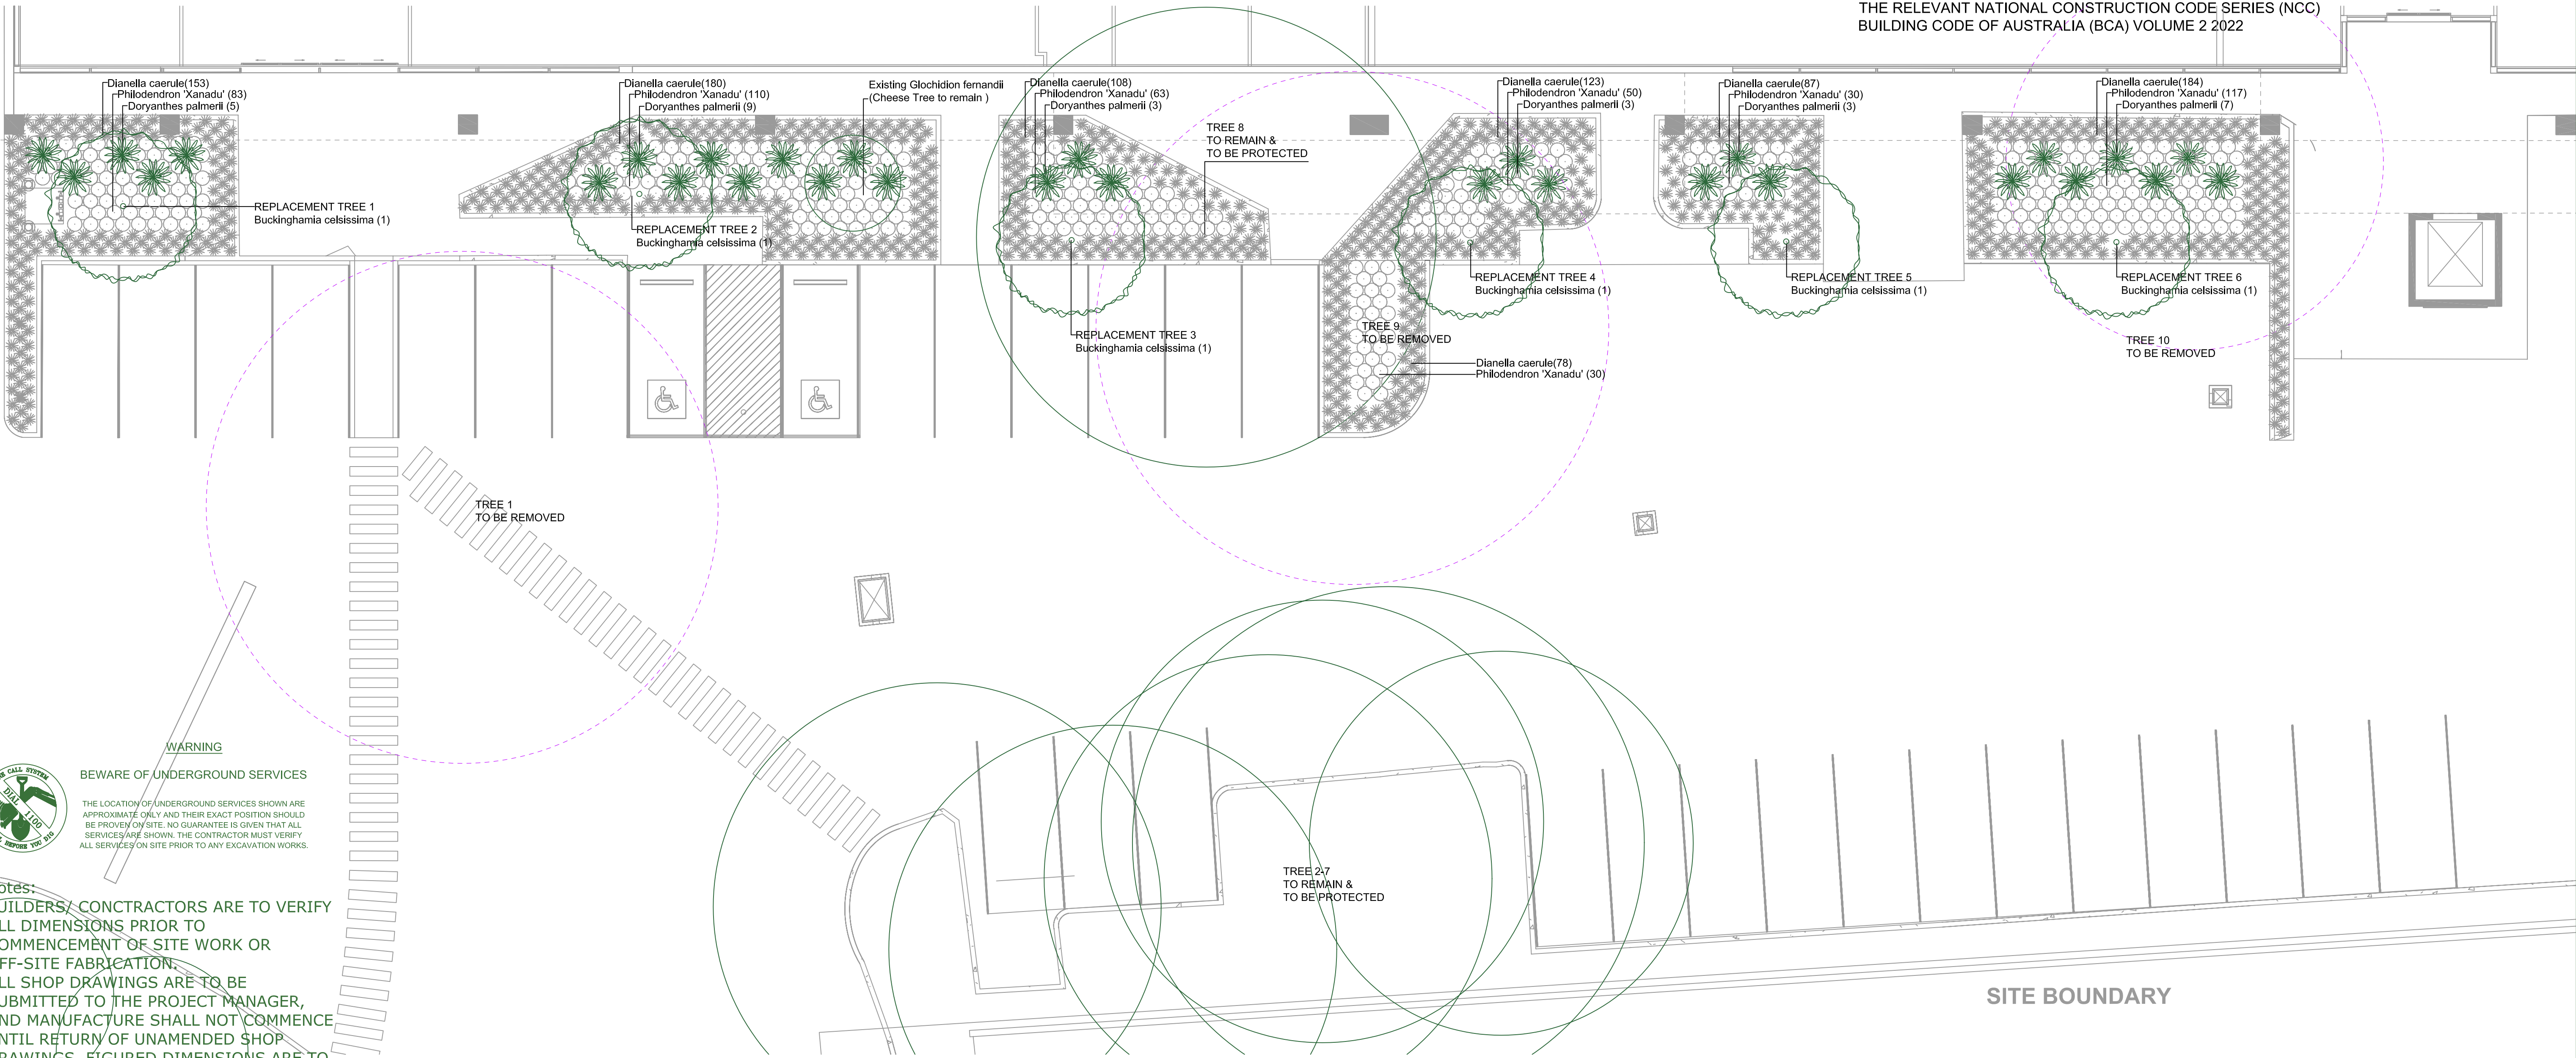 THE RELEVANT NATIONAL CONSTRUCTION CODE SERIES (NCC)
BUILDING CODE OF AUSTRALIA (BCA) VOLUME 2 2022
Dianella caerule(153)
Philodendron 'Xanadu' (83)
Doryanthes palmerii (5)
Dianella caerule(180)
Philodendron 'Xanadu' (110)
Doryanthes palmerii (9)
Existing Glochidion fernandii
(Cheese Tree to remain )
Dianella caerule(108)
Philodendron 'Xanadu' (63)
Doryanthes palmerii (3)
TREE 8
TO REMAIN &
TO BE PROTECTED
Dianella caerule(123)
Philodendron 'Xanadu' (50)
Doryanthes palmerii (3)
Dianella caerule(87)
Philodendron 'Xanadu' (30)
Doryanthes palmerii (3)
Dianella caerule(184)
Philodendron 'Xanadu' (117)
Doryanthes palmerii (7)
REPLACEMENT TREE 1
Buckinghamia celsissima (1)
REPLACEMENT TREE 2
Buckinghamia celsissima (1)
REPLACEMENT TREE 3
Buckinghamia celsissima (1)
REPLACEMENT TREE 4
Buckinghamia celsissima (1)
REPLACEMENT TREE 5
Buckinghamia celsissima (1)
REPLACEMENT TREE 6
Buckinghamia celsissima (1)
TREE 9
TO BE REMOVED
Dianella caerule(78)
Philodendron 'Xanadu' (30)
TREE 10
TO BE REMOVED
TREE 1
TO BE REMOVED
TREE 2-7
TO REMAIN &
TO BE PROTECTED
SITE BOUNDARY
WARNING
BEWARE OF UNDERGROUND SERVICES
THE LOCATION OF UNDERGROUND SERVICES SHOWN ARE
APPROXIMATE ONLY AND THEIR EXACT POSITION SHOULD
BE PROVEN ON SITE. NO GUARANTEE IS GIVEN THAT ALL
SERVICES ARE SHOWN. THE CONTRACTOR MUST VERIFY
ALL SERVICES ON SITE PRIOR TO ANY EXCAVATION WORKS.
CALL SYSTEM
DIAL 1100
BEFORE YOU DIG
otes:
UILDERS/ CONCTRACTORS ARE TO VERIFY
LL DIMENSIONS PRIOR TO
OMMENCEMENT OF SITE WORK OR
FF-SITE FABRICATION.
LL SHOP DRAWINGS ARE TO BE
UBMITTED TO THE PROJECT MANAGER,
ND MANUFACTURE SHALL NOT COMMENCE
NTIL RETURN OF UNAMENDED SHOP
RAWINGS. FIGURED DIMENSIONS ARE TO